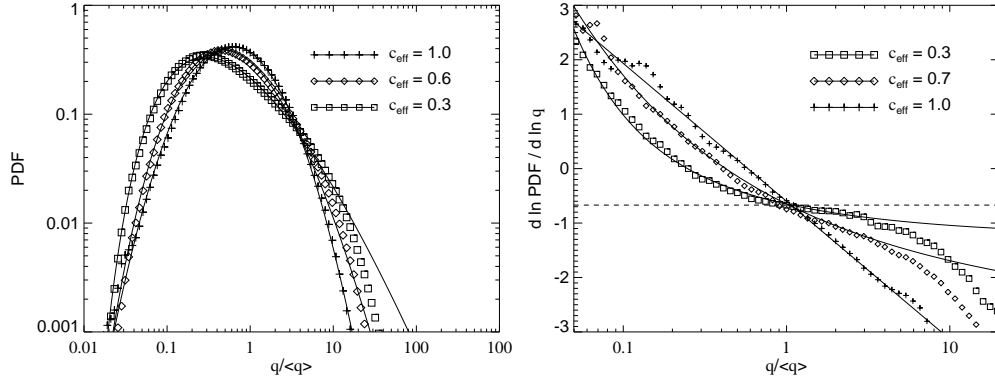 1.0
0.1
0.01
0.001
PDF
0.01 0.1 1 10 100
q/<q>
c_eff = 1.0
c_eff = 0.6
c_eff = 0.3
3
2
1
0
-1
-2
-3
d ln PDF / d ln q
0.1 1 10
q/<q>
c_eff = 0.3
c_eff = 0.7
c_eff = 1.0